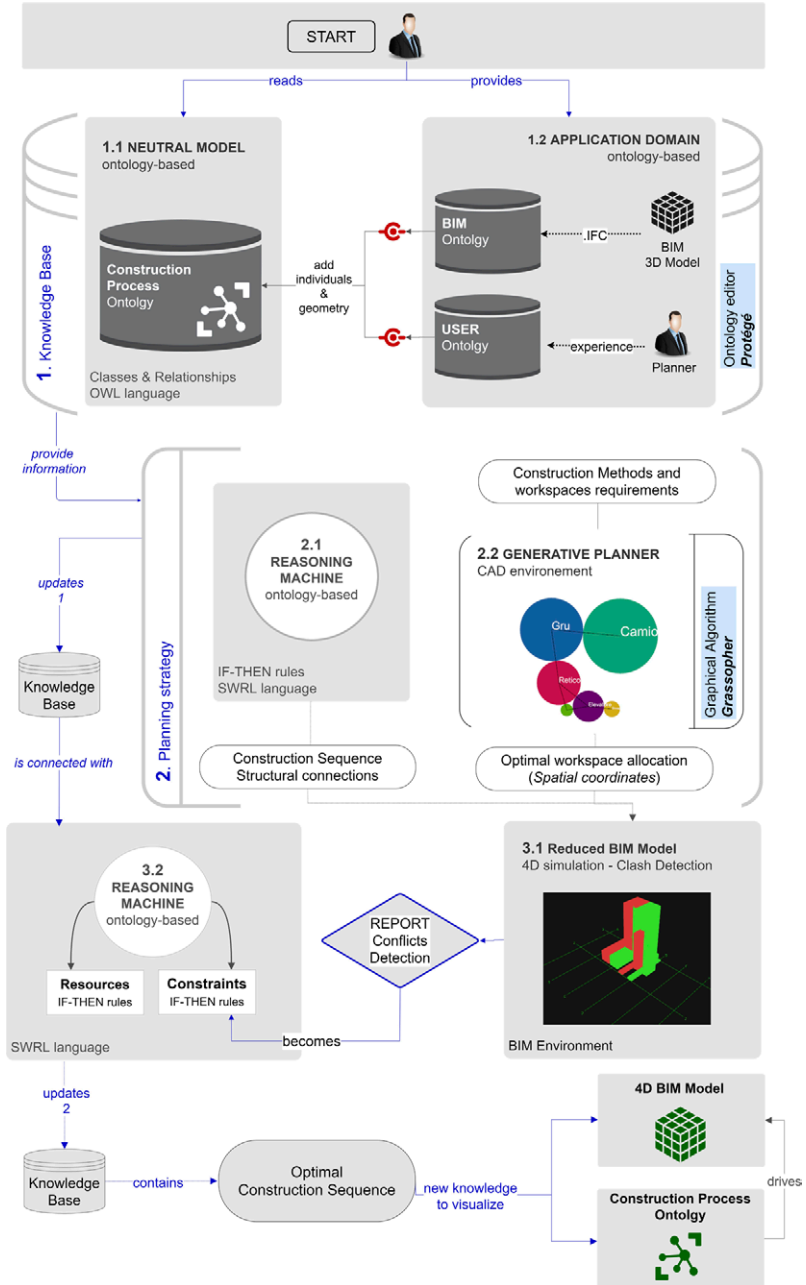 START
reads
provides
1.1 NEUTRAL MODEL
ontology-based
Construction
Process
Ontolgy
Classes & Relationships
OWL language
add
individuals
&
geometry
1.2 APPLICATION DOMAIN
ontology-based
BIM
Ontolgy
.IFC
BIM
3D Model
USER
Ontolgy
experience
Planner
1. Knowledge Base
Ontology editor
Protégé
provide
information
updates
1
Knowledge
Base
is connected with
2. Planning strategy
2.1
REASONING
MACHINE
ontology-based
IF-THEN rules
SWRL language
Construction Sequence
Structural connections
Construction Methods and
workspaces requirements
2.2 GENERATIVE PLANNER
CAD environement
Gru
Camio
Retico
Graphical Algorithm
Grassopher
Optimal workspace allocation
(Spatial coordinates)
3.2
REASONING
MACHINE
ontology-based
Resources
IF-THEN rules
Constraints
IF-THEN rules
SWRL language
becomes
REPORT
Conflicts
Detection
3.1 Reduced BIM Model
4D simulation - Clash Detection
BIM Environment
updates
2
Knowledge
Base
contains
Optimal
Construction Sequence
new knowledge
to visualize
4D BIM Model
Construction Process
Ontolgy
drives